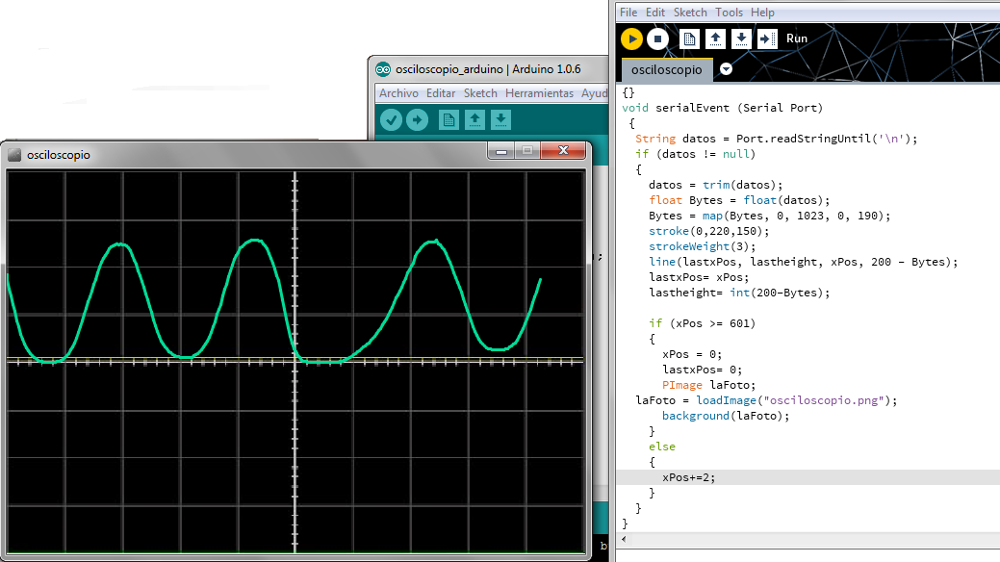 osciloscopio_arduino | Arduino 1.0.6
Archivo Editar Sketch Herramientas Ayud
osciloscopio
File Edit Sketch Tools Help
Run
osciloscopio
{}
void serialEvent (Serial Port)
{
String datos = Port.readStringUntil('\n');
if (datos != null)
{
datos = trim(datos);
float Bytes = float(datos);
Bytes = map(Bytes, 0, 1023, 0, 190);
stroke(0,220,150);
strokeWeight(3);
line(lastxPos, lastheight, xPos, 200 - Bytes);
lastxPos= xPos;
lastheight= int(200-Bytes);
if (xPos >= 601)
{
xPos = 0;
lastxPos= 0;
PImage laFoto;
laFoto = loadImage("osciloscopio.png");
background(laFoto);
}
else
{
xPos+=2;
}
}
}
;
b